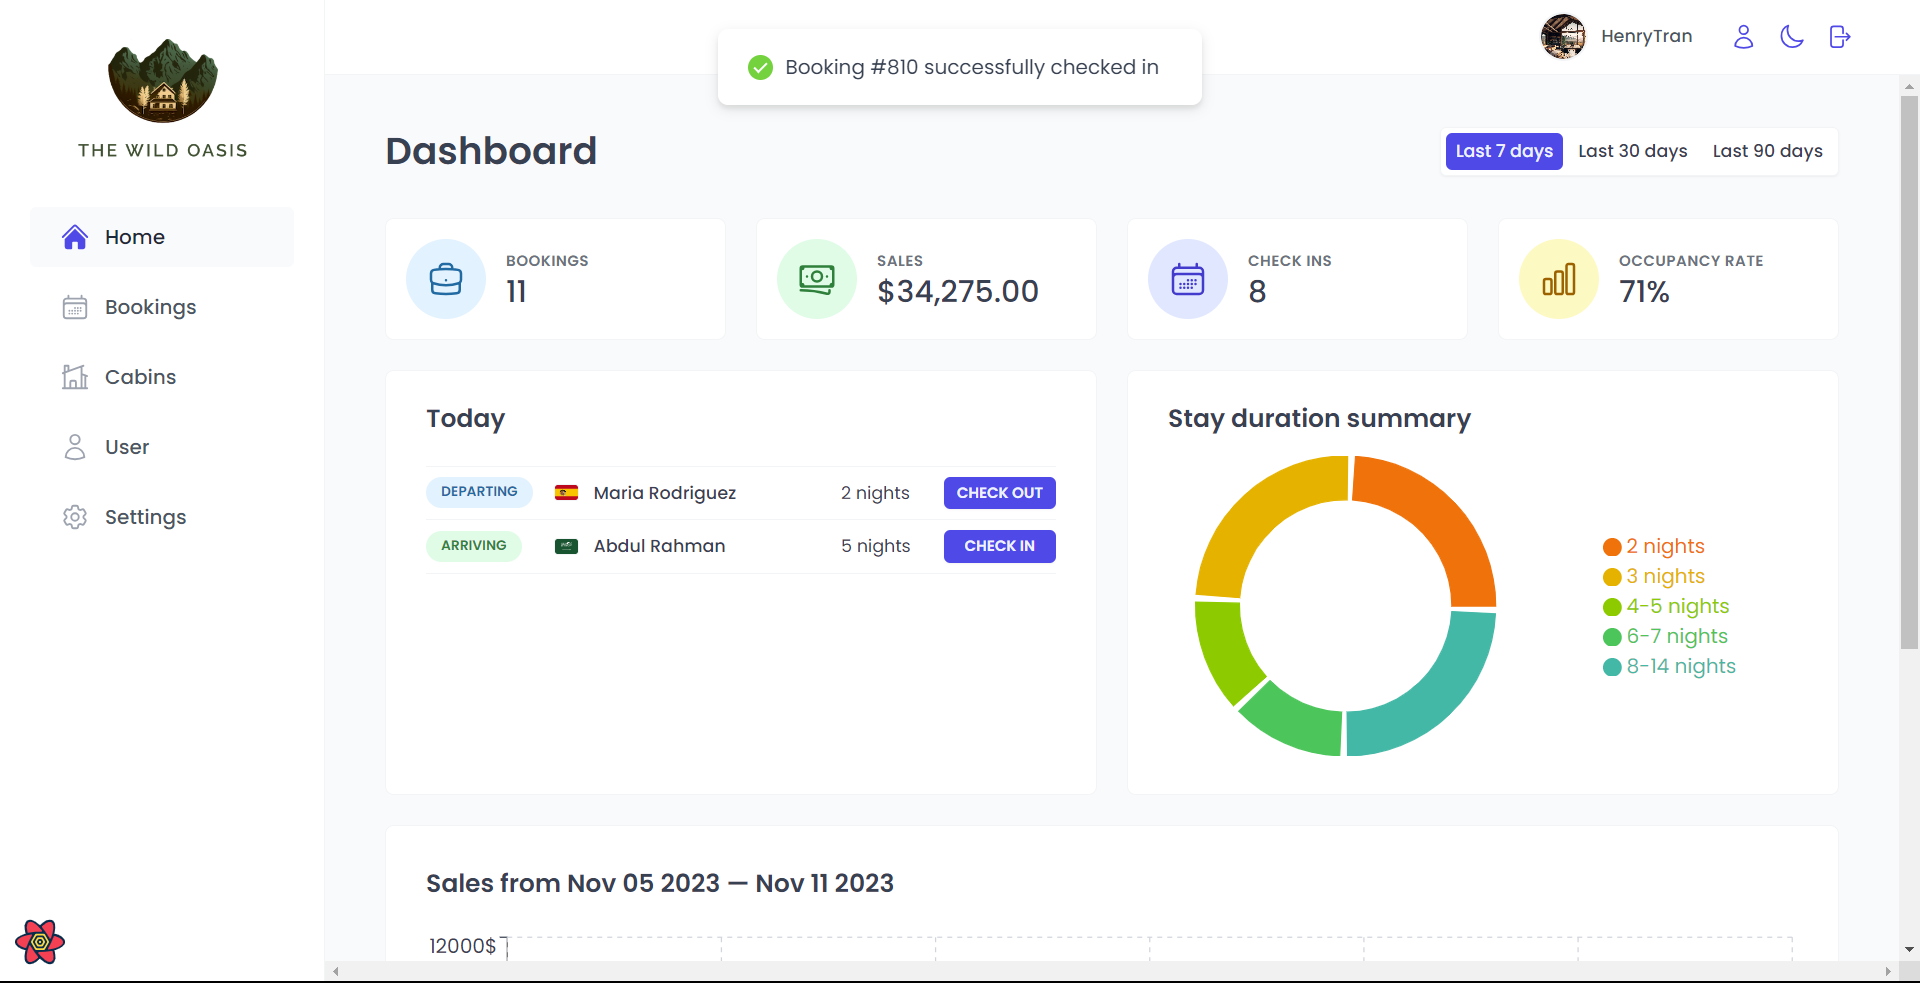 THE WILD OASIS
Home
Bookings
Cabins
User
Settings
HenryTran
Booking #810 successfully checked in
Dashboard
Last 7 days Last 30 days Last 90 days
BOOKINGS
11
SALES
$34,275.00
CHECK INS
8
OCCUPANCY RATE
71%
Today
DEPARTING Maria Rodriguez 2 nights CHECK OUT
ARRIVING Abdul Rahman 5 nights CHECK IN
Stay duration summary
2 nights
3 nights
4-5 nights
6-7 nights
8-14 nights
Sales from Nov 05 2023 — Nov 11 2023
12000$